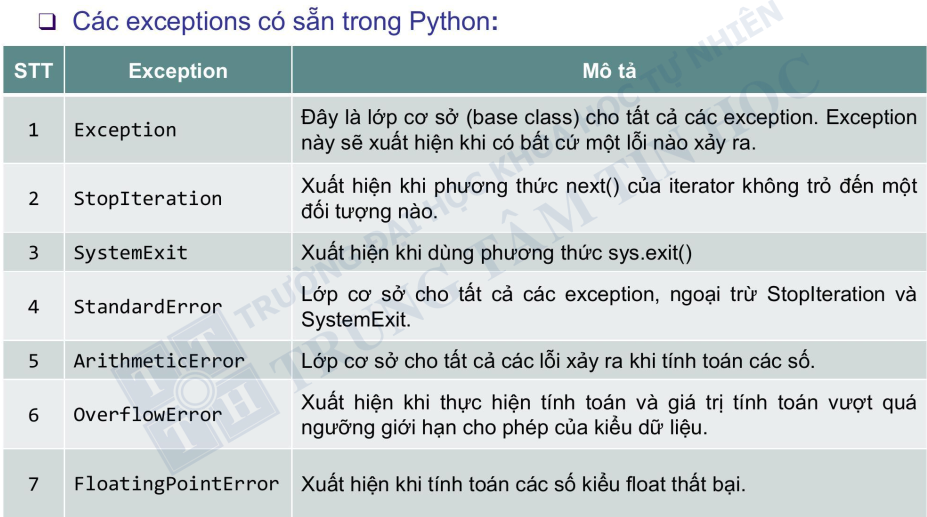 ❑ Các exceptions có sẵn trong Python:
STT Exception Mô tả
1 Exception Đây là lớp cơ sở (base class) cho tất cả các exception. Exception
này sẽ xuất hiện khi có bất cứ một lỗi nào xảy ra.
2 StopIteration Xuất hiện khi phương thức next() của iterator không trỏ đến một
đối tượng nào.
3 SystemExit Xuất hiện khi dùng phương thức sys.exit()
4 StandardError Lớp cơ sở cho tất cả các exception, ngoại trừ StopIteration và
SystemExit.
5 ArithmeticError Lớp cơ sở cho tất cả các lỗi xảy ra khi tính toán các số.
6 OverflowError Xuất hiện khi thực hiện tính toán và giá trị tính toán vượt quá
ngưỡng giới hạn cho phép của kiểu dữ liệu.
7 FloatingPointError Xuất hiện khi tính toán các số kiểu float thất bại.
TRƯỜNG ĐẠI HỌC KHOA HỌC TỰ NHIÊN
TRUNG TÂM TIN HỌC